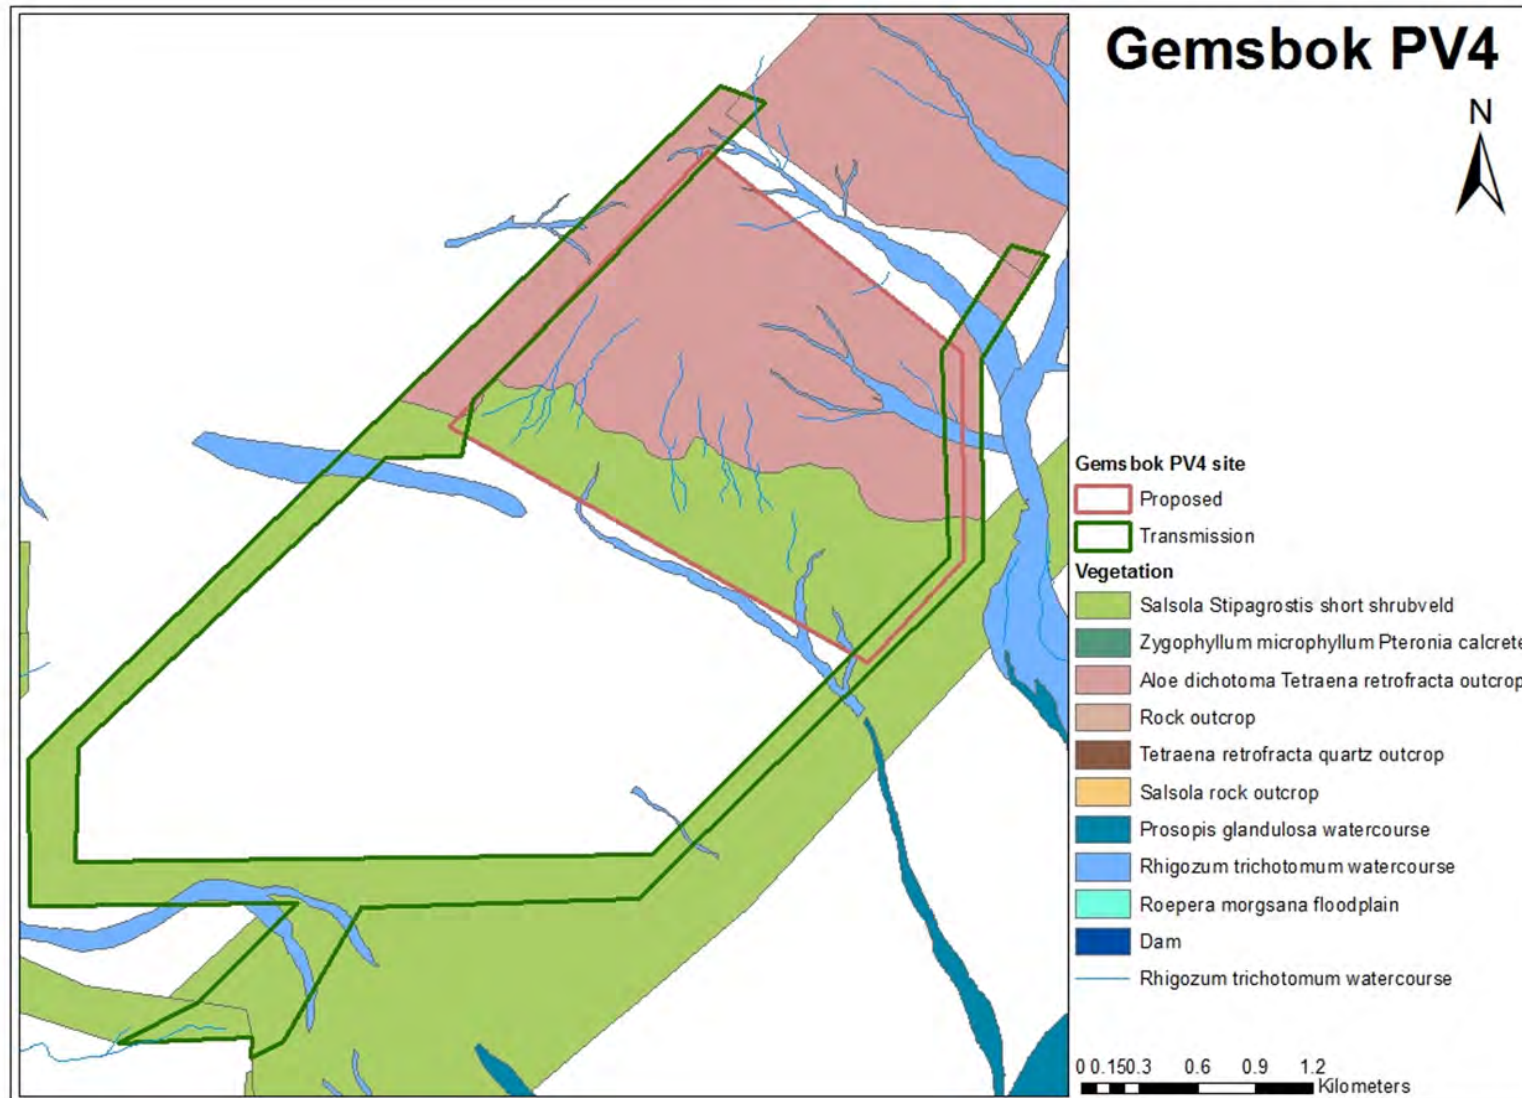 Gemsbok PV4
N
Gemsbok PV4 site
Proposed
Transmission
Vegetation
Salsola Stipagrostis short shrubveld
Zygophyllum microphyllum Pteronia calcrete
Aloe dichotoma Tetraena retrofracta outcrop
Rock outcrop
Tetraena retrofracta quartz outcrop
Salsola rock outcrop
Prosopis glandulosa watercourse
Rhigozum trichotomum watercourse
Roepera morgsana floodplain
Dam
Rhigozum trichotomum watercourse
0 0.150.3 0.6 0.9 1.2
Kilometers